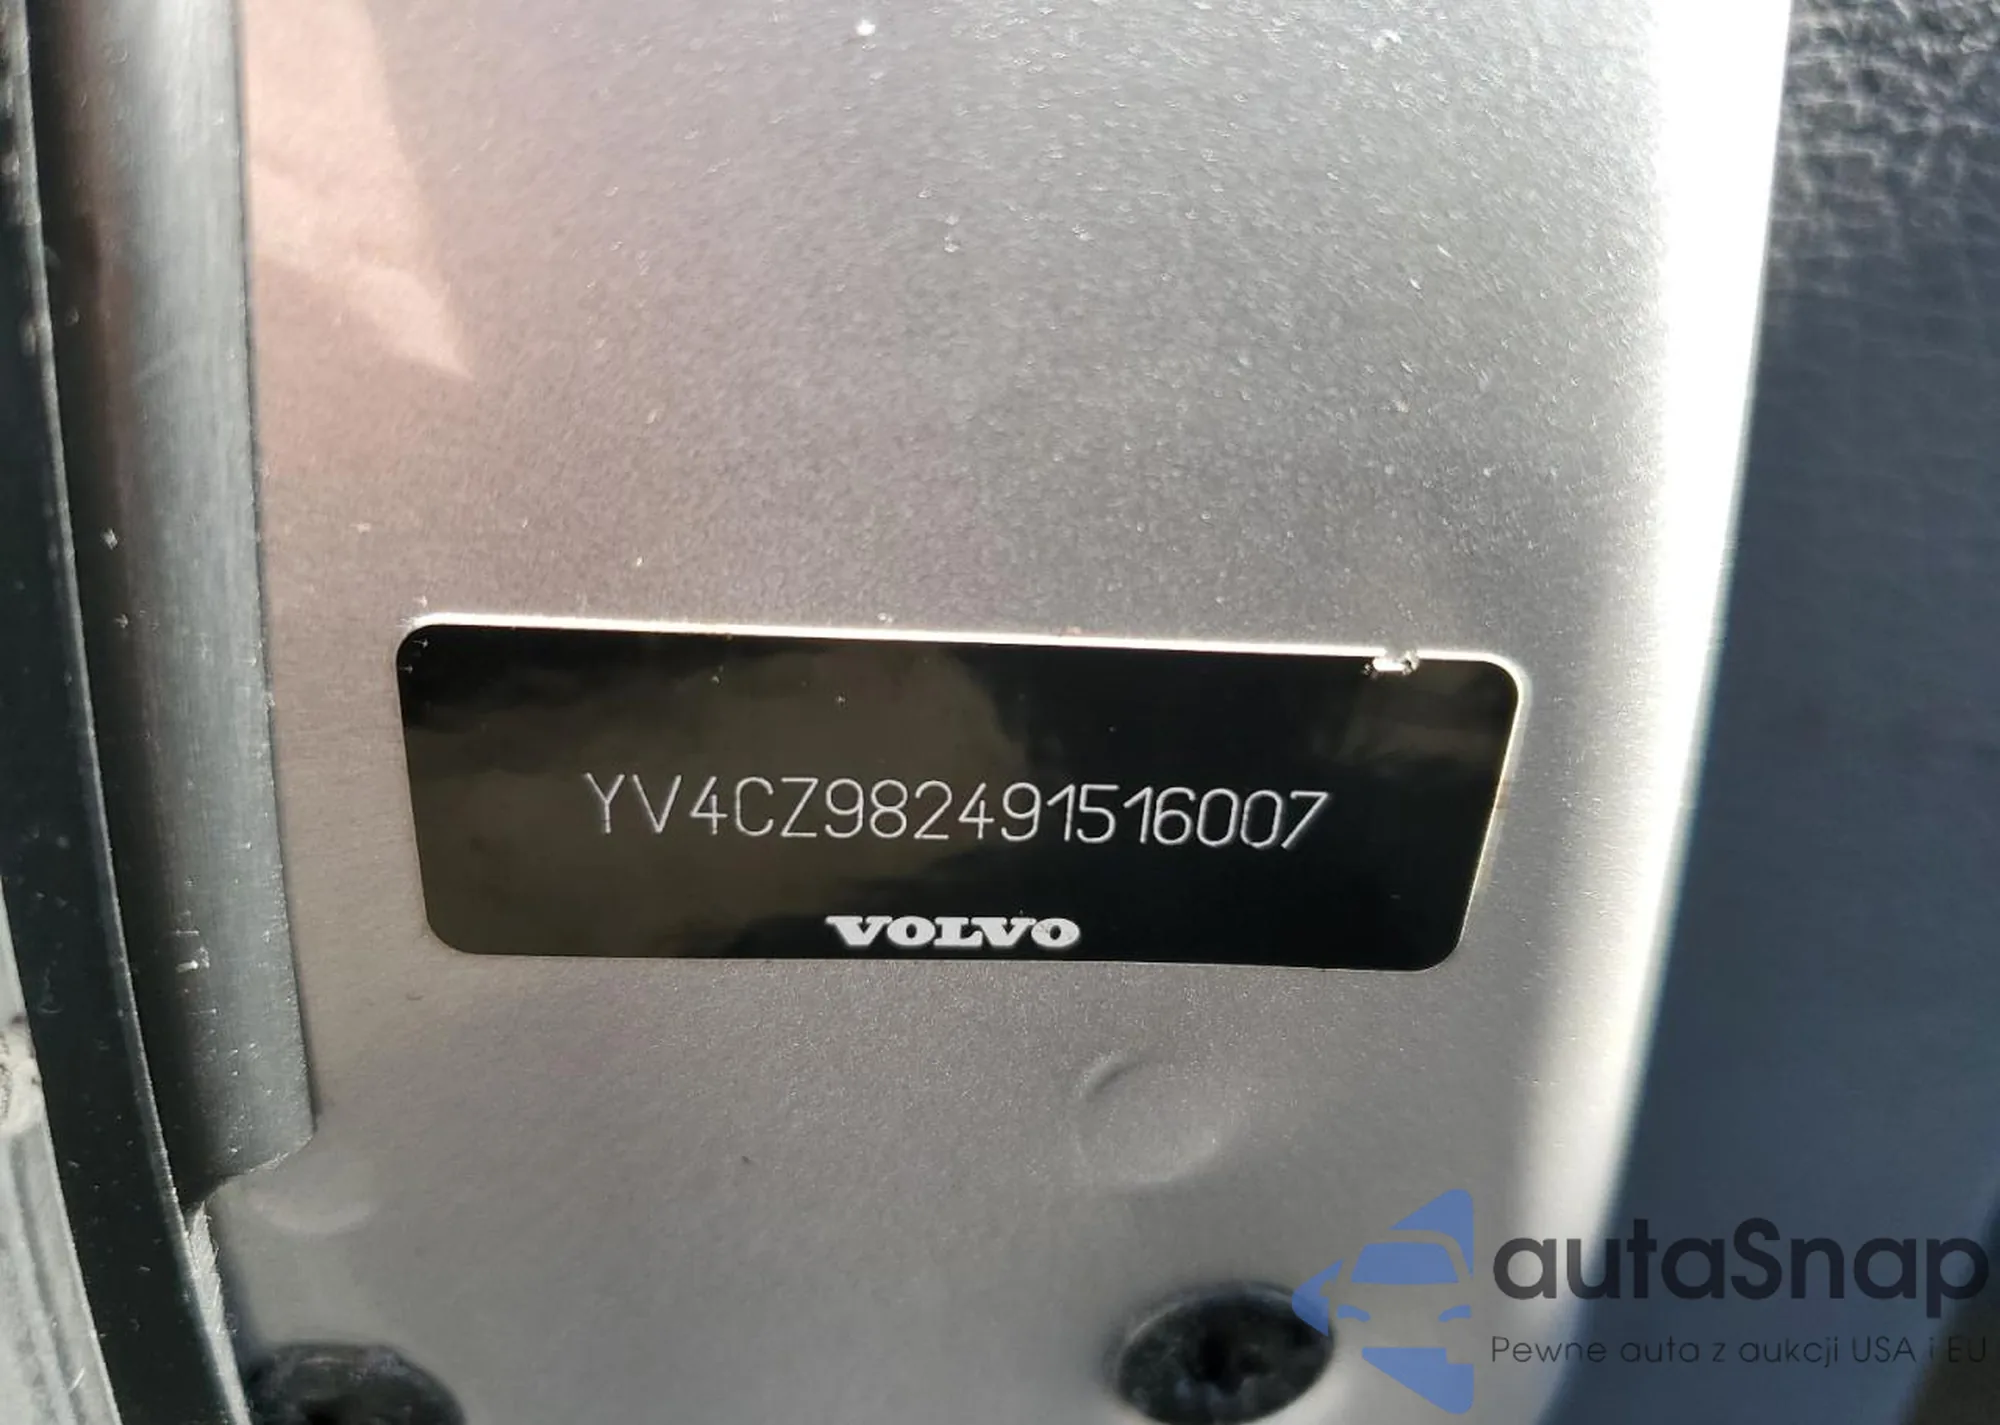 YV4CZ982491516007
VOLVO
autaSnap
Pewne auta z aukcji USA i EU